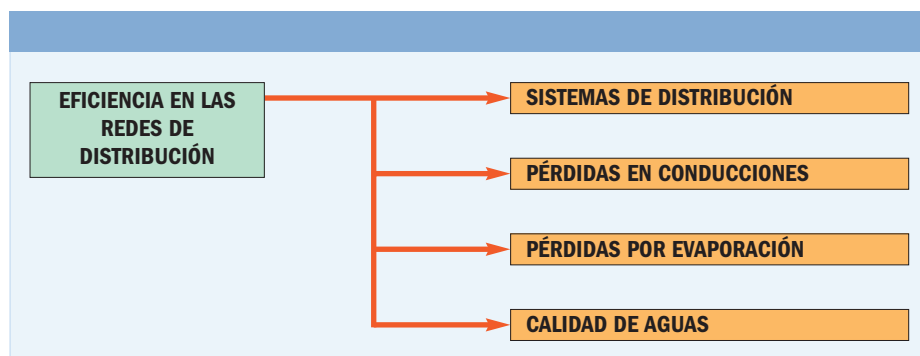 EFICIENCIA EN LAS
REDES DE
DISTRIBUCIÓN
SISTEMAS DE DISTRIBUCIÓN
PÉRDIDAS EN CONDUCCIONES
PÉRDIDAS POR EVAPORACIÓN
CALIDAD DE AGUAS